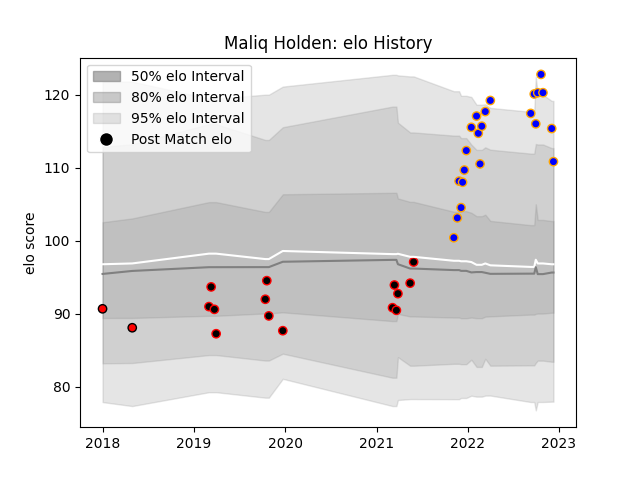 Maliq Holden: elo History
50% elo Interval
80% elo Interval
95% elo Interval
Post Match elo
elo score
120
110
100
90
80
2018 2019 2020 2021 2022 2023